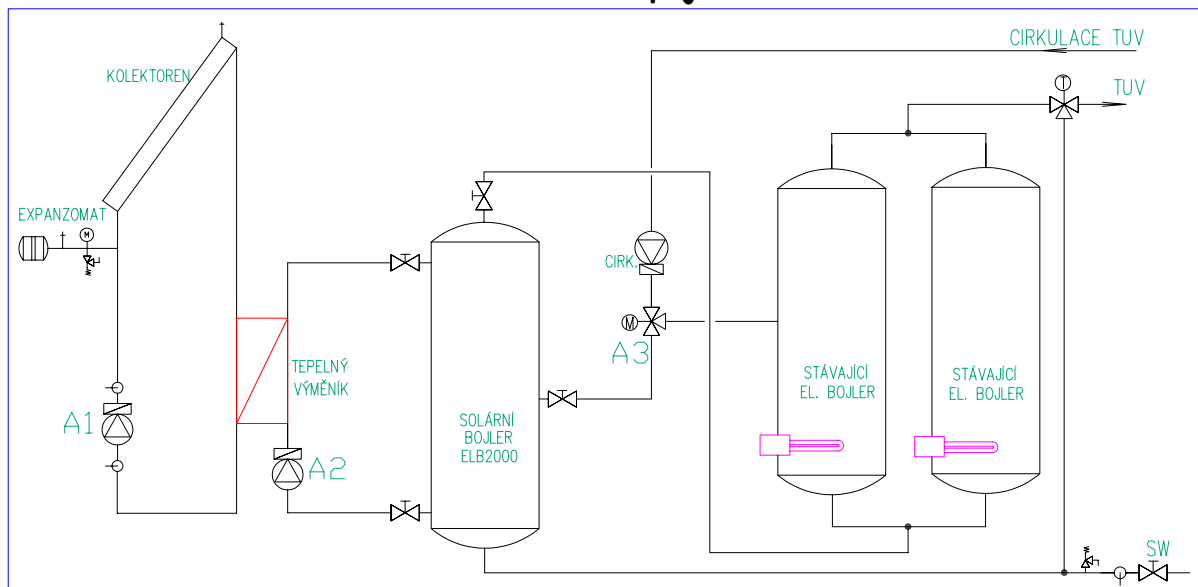 CIRKULACE TUV
KOLEKTOREN
T
TUV
EXPANZOMAT
M
CIRK.
M
A3
TEPELNÝ
VÝMĚNÍK
STÁVAJÍCÍ
EL. BOJLER
STÁVAJÍCÍ
EL. BOJLER
A1
SOLÁRNÍ
BOJLER
ELB2000
A2
SW